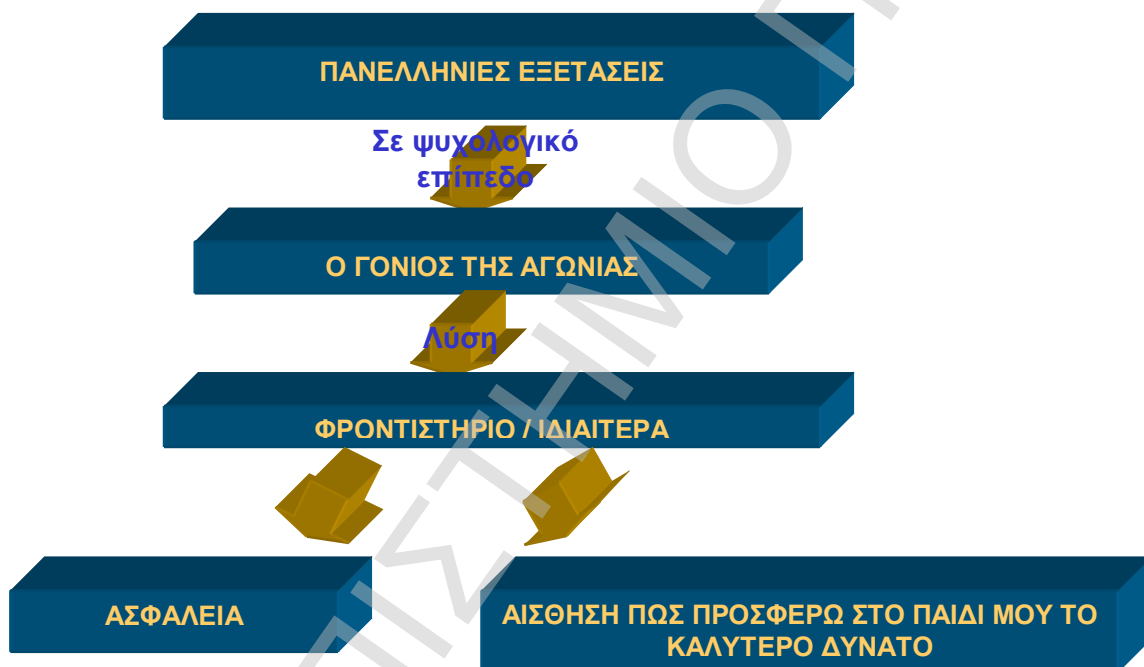 ΠΑΝΕΛΛΗΝΙΕΣ ΕΞΕΤΑΣΕΙΣ
Σε ψυχολογικό
επίπεδο
Ο ΓΟΝΙΟΣ ΤΗΣ ΑΓΩΝΙΑΣ
Λύση
ΦΡΟΝΤΙΣΤΗΡΙΟ / ΙΔΙΑΙΤΕΡΑ
ΑΣΦΑΛΕΙΑ
ΑΙΣΘΗΣΗ ΠΩΣ ΠΡΟΣΦΕΡΩ ΣΤΟ ΠΑΙΔΙ ΜΟΥ ΤΟ
ΚΑΛΥΤΕΡΟ ΔΥΝΑΤΟ